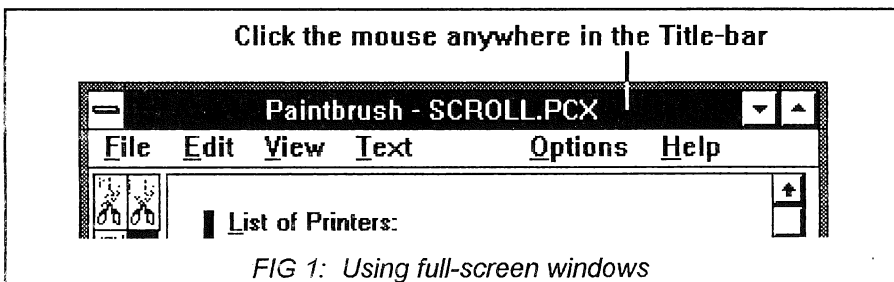 Click the mouse anywhere in the Title-bar
Paintbrush - SCROLL.PCX
File Edit View Text Options Help
List of Printers:
FIG 1: Using full-screen windows